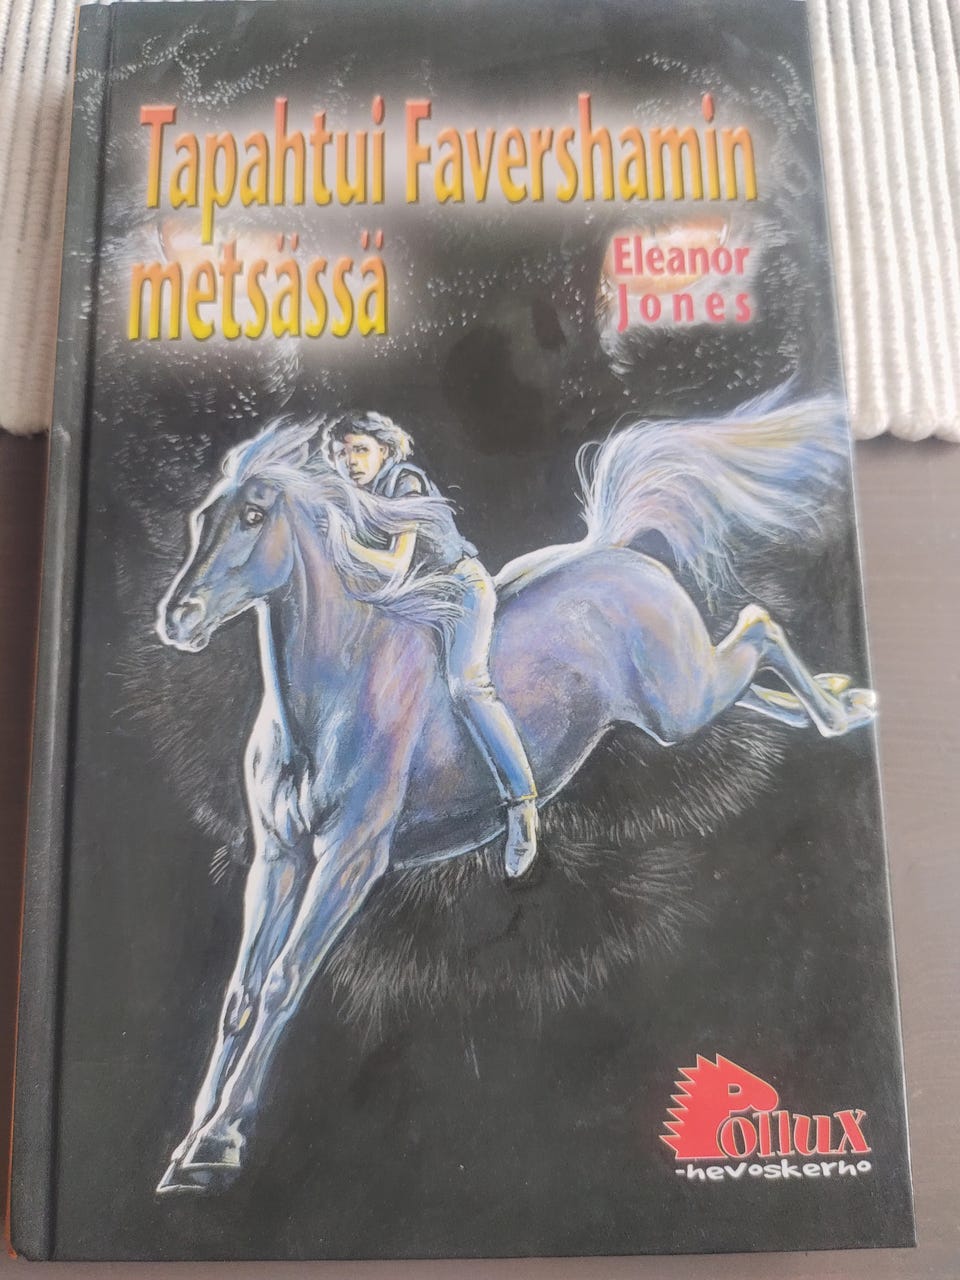 Tapahtui Favershamin
metsässä
Eleanor
Jones
Pollux
-hevoskerho